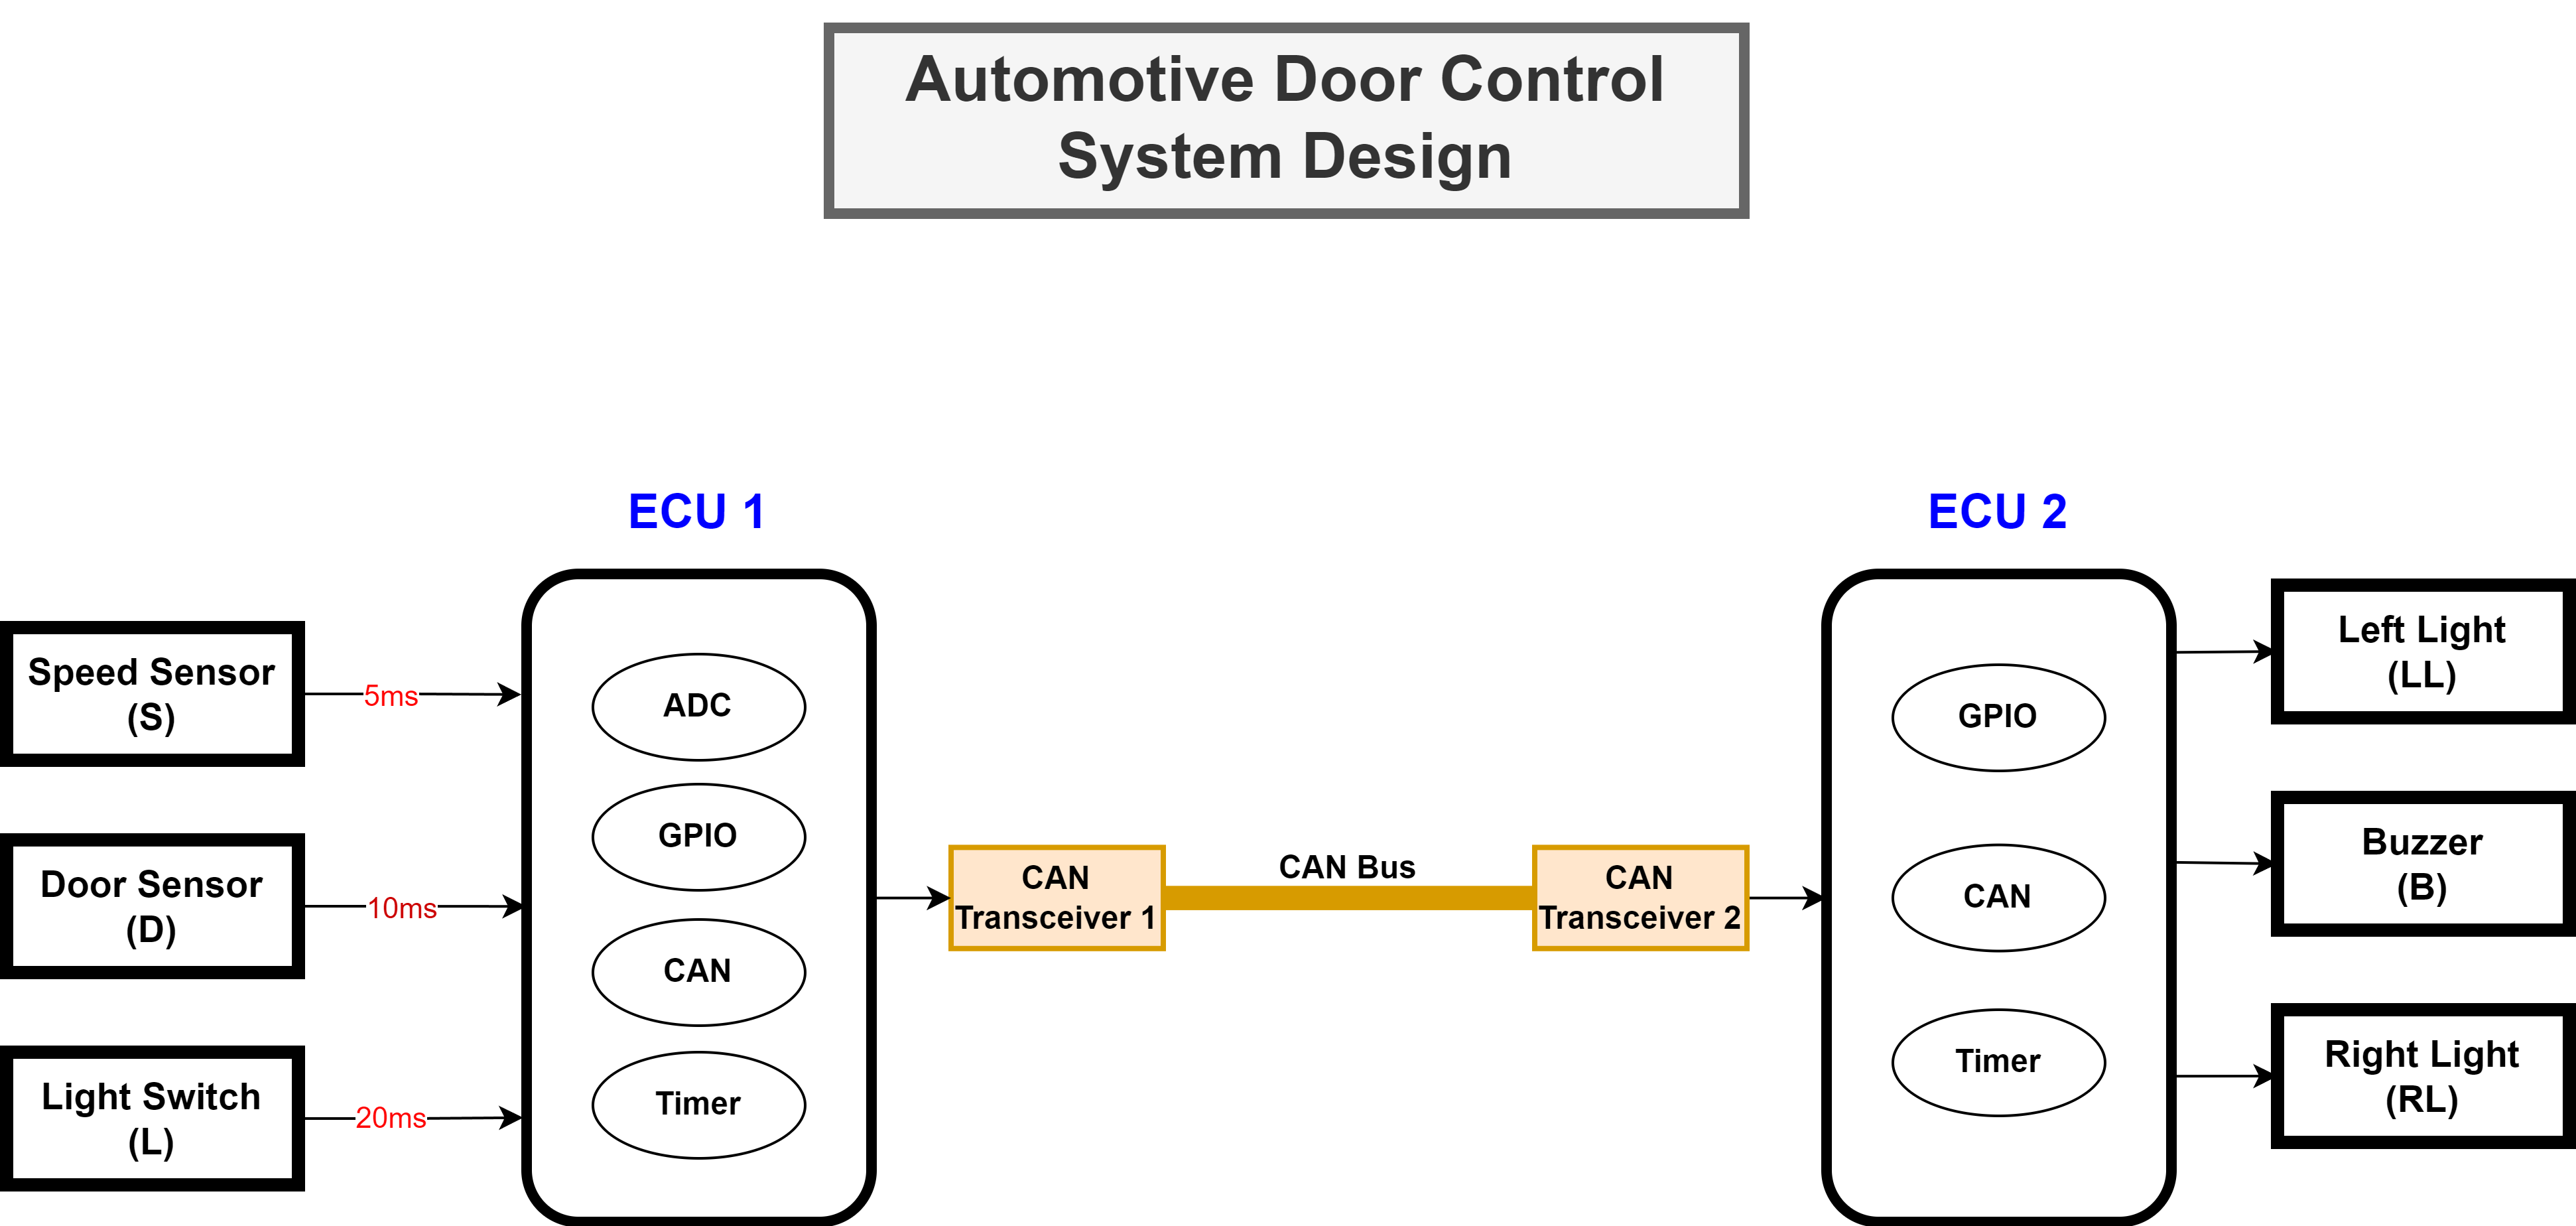 Automotive Door Control
System Design
ECU 1
ECU 2
Speed Sensor
(S)
5ms
Door Sensor
(D)
10ms
Light Switch
(L)
20ms
ADC
GPIO
CAN
Timer
CAN
Transceiver 1
CAN Bus
CAN
Transceiver 2
GPIO
CAN
Timer
Left Light
(LL)
Buzzer
(B)
Right Light
(RL)